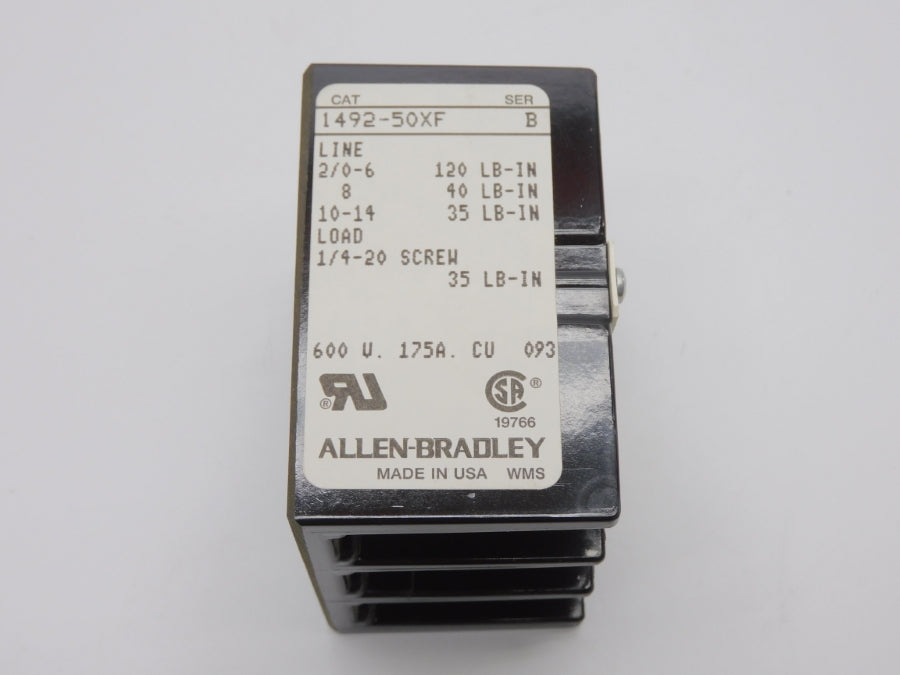 CAT SER
1492-50XF B
LINE
2/0-6 120 LB-IN
8 40 LB-IN
10-14 35 LB-IN
LOAD
1/4-20 SCREW
35 LB-IN
600 V. 175A. CU 093
RU ® SA ®
19766
ALLEN-BRADLEY
MADE IN USA WMS